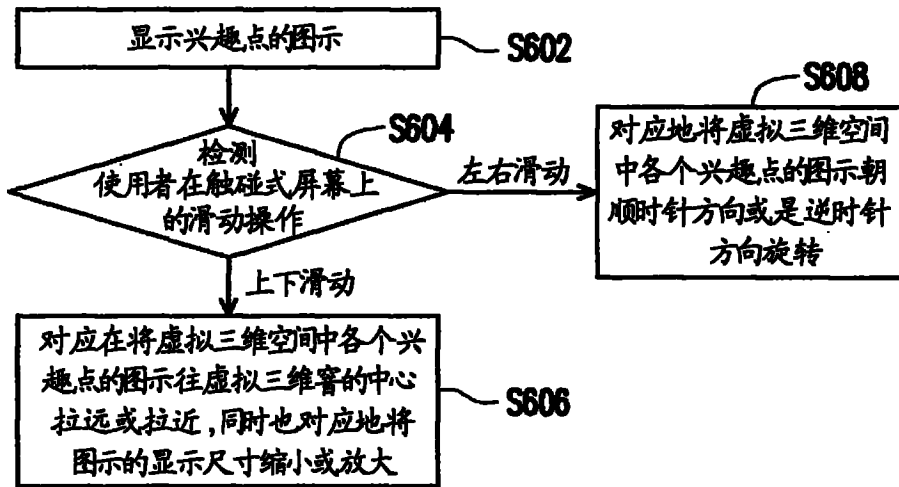 显示兴趣点的图示
S602
S604
检测
使用者在触碰式屏幕上
的滑动操作
左右滑动
S608
对应地将虚拟三维空间
中各个兴趣点的图示朝
顺时针方向或是逆时针
方向旋转
上下滑动
对应在将虚拟三维空间中各个兴
趣点的图示往虚拟三维窨的中心
拉远或拉近,同时也对应地将
图示的显示尺寸缩小或放大
S606